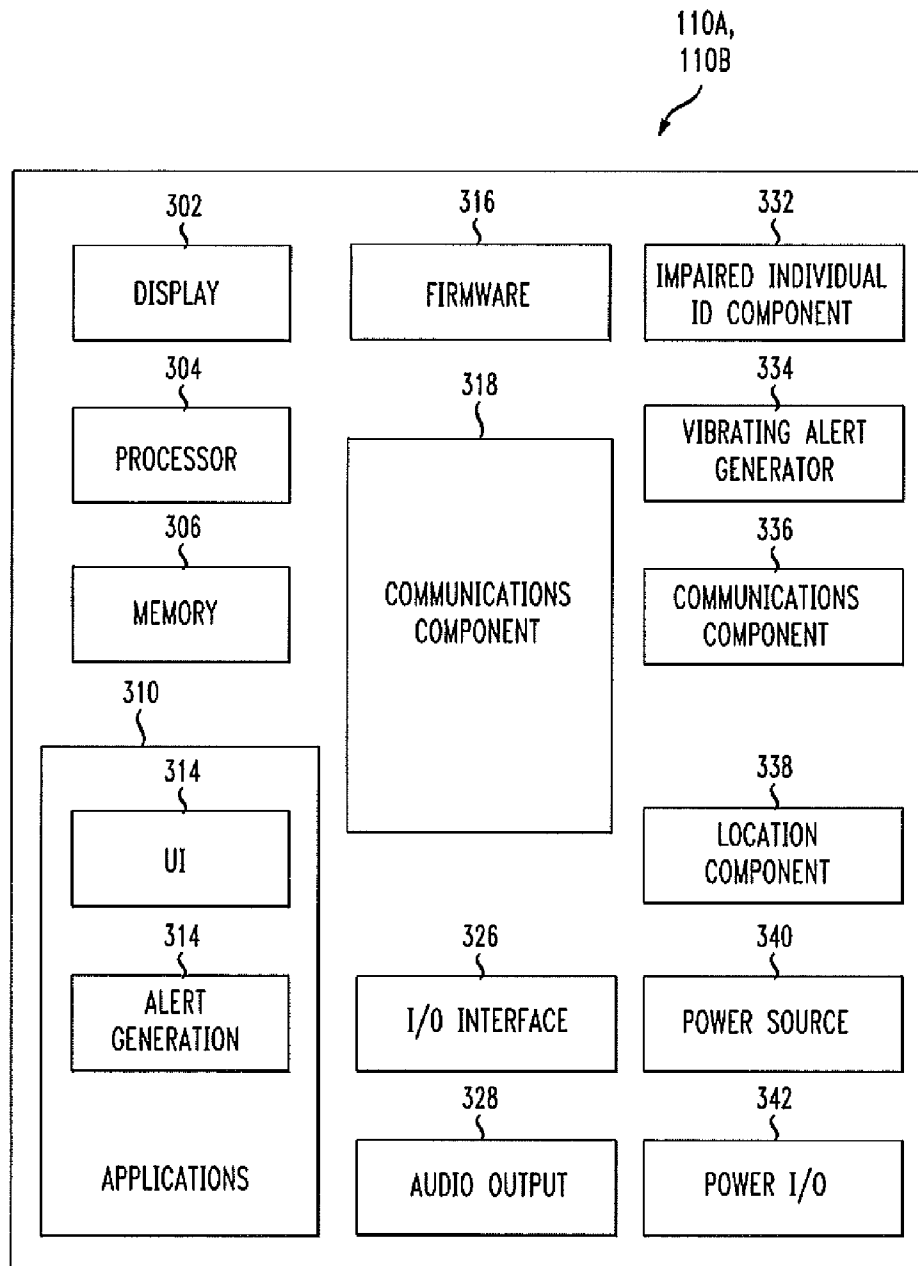 110A,
110B
302
DISPLAY
316
FIRMWARE
332
IMPAIRED INDIVIDUAL
ID COMPONENT
304
PROCESSOR
318
COMMUNICATIONS
COMPONENT
334
VIBRATING ALERT
GENERATOR
306
MEMORY
336
COMMUNICATIONS
COMPONENT
310
314
UI
314
ALERT
GENERATION
APPLICATIONS
338
LOCATION
COMPONENT
326
I/O INTERFACE
340
POWER SOURCE
328
AUDIO OUTPUT
342
POWER I/O